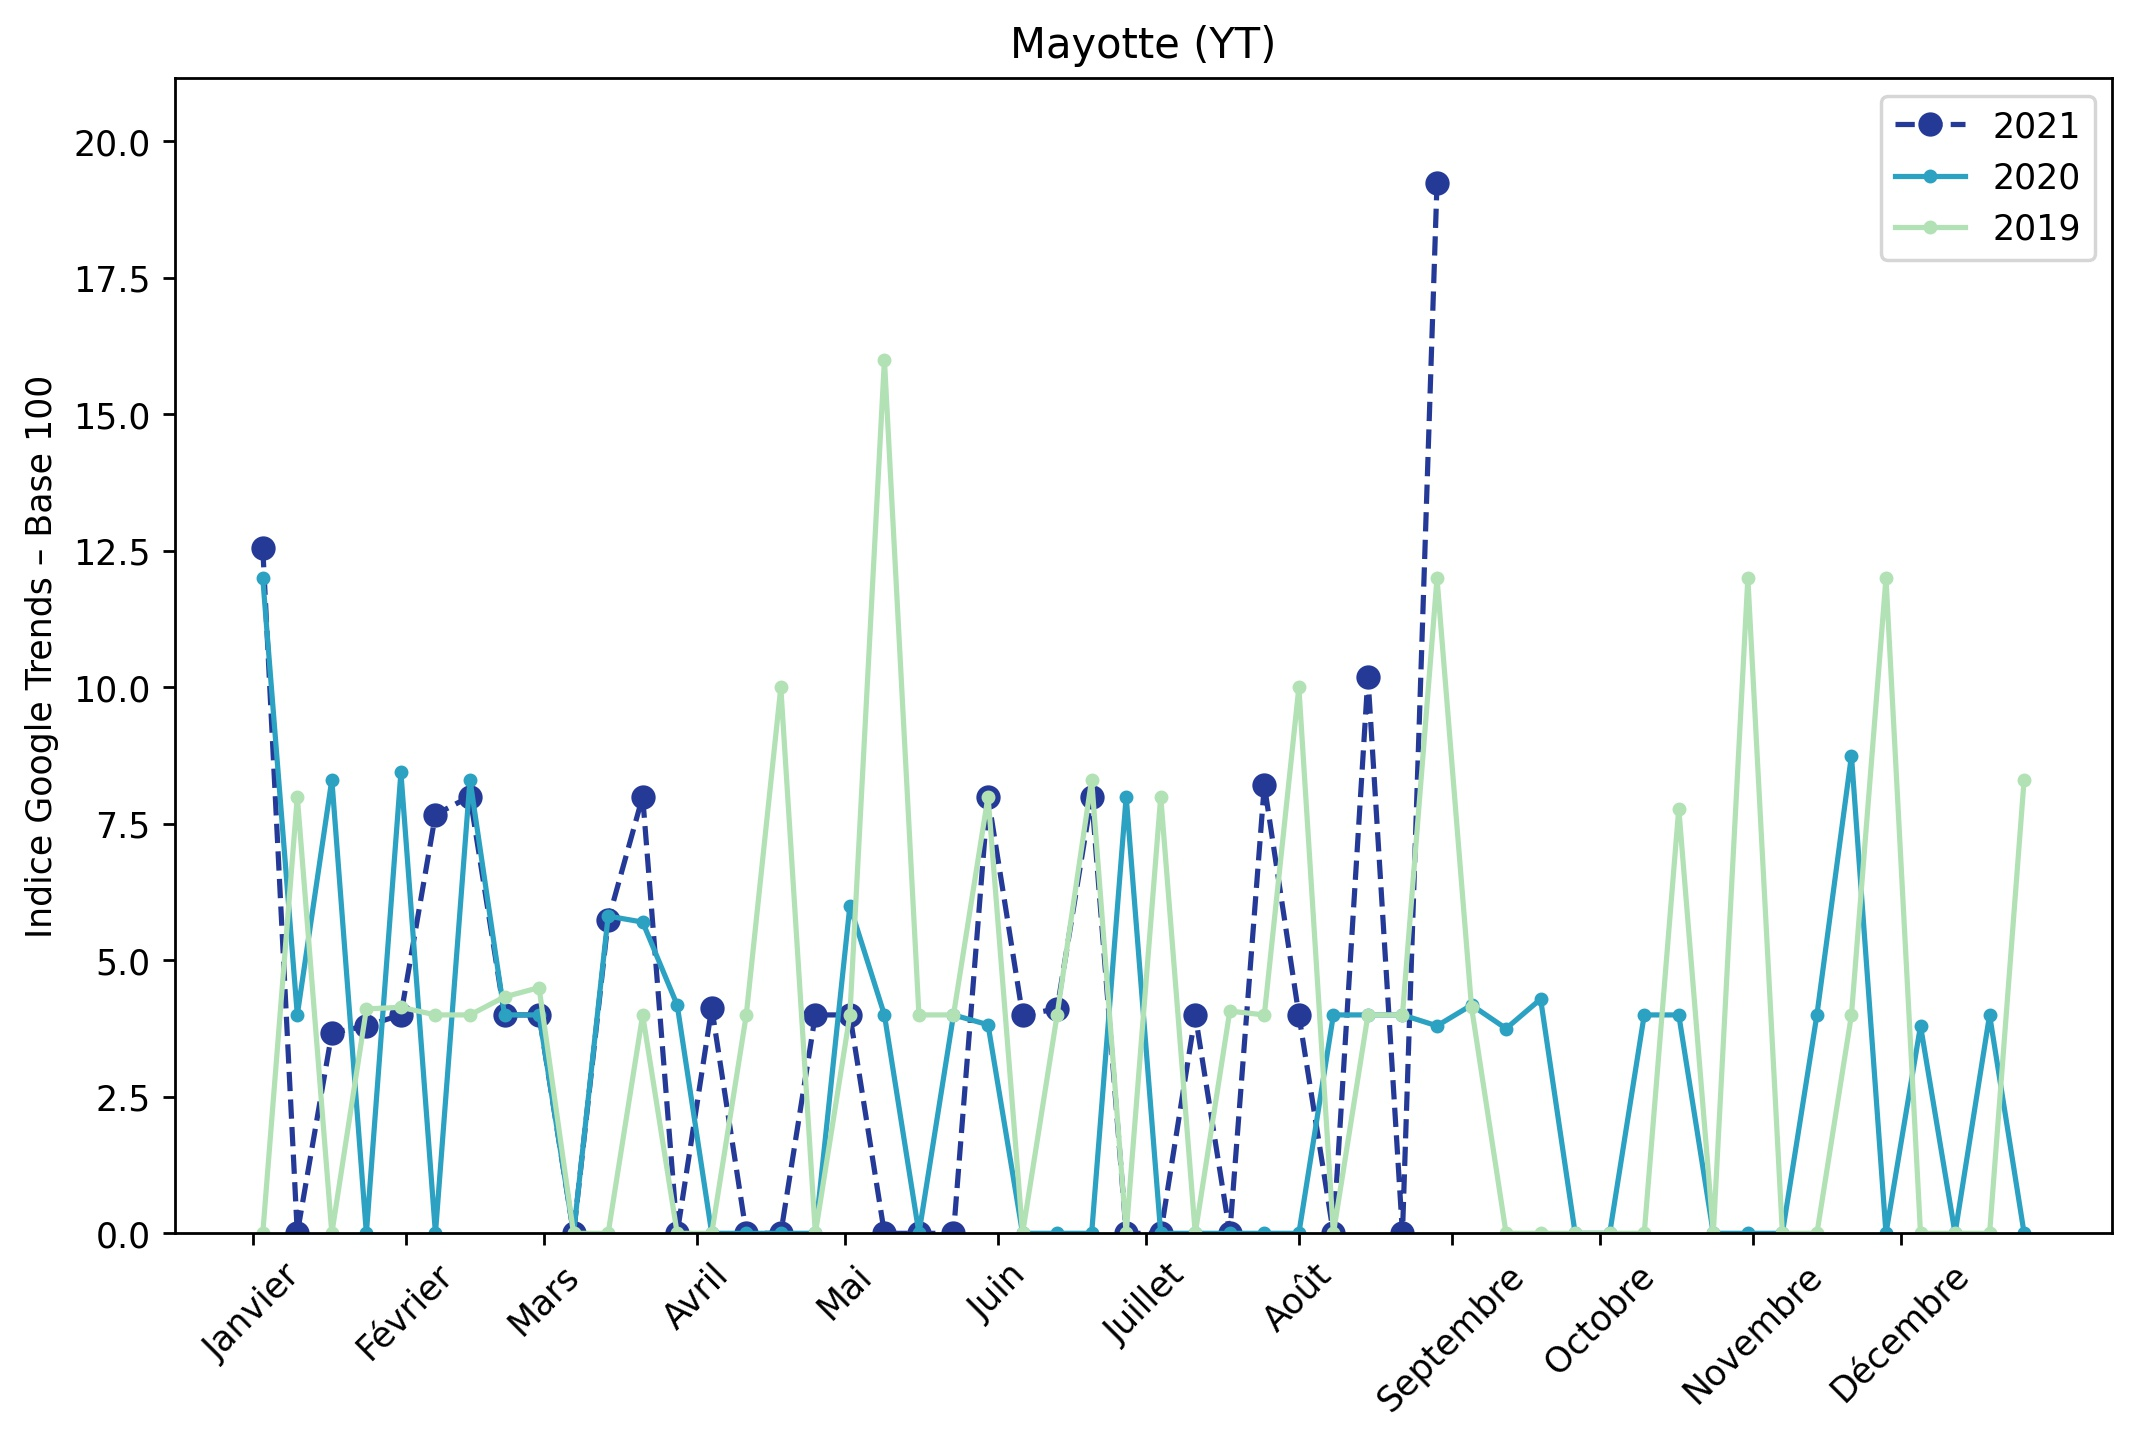 Mayotte (YT)
2021
2020
2019
Indice Google Trends – Base 100
20.0
17.5
15.0
12.5
10.0
7.5
5.0
2.5
0.0
Janvier
Février
Mars
Avril
Mai
Juin
Juillet
Août
Septembre
Octobre
Novembre
Décembre